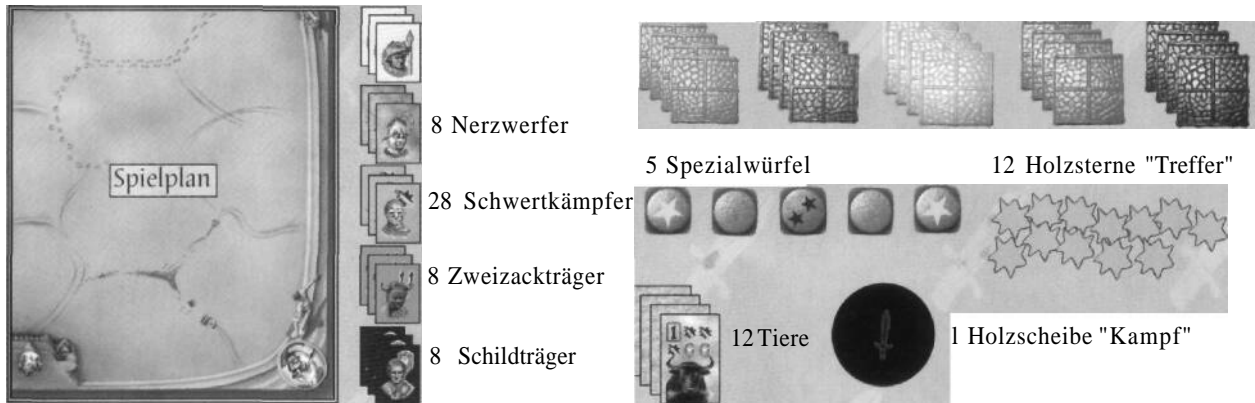 Spielplan
8 Nerzwerfer
28 Schwertkämpfer
8 Zweizackträger
8 Schildträger
5 Spezialwürfel
12 Holzsterne "Treffer"
1
12 Tiere
1 Holzscheibe "Kampf"